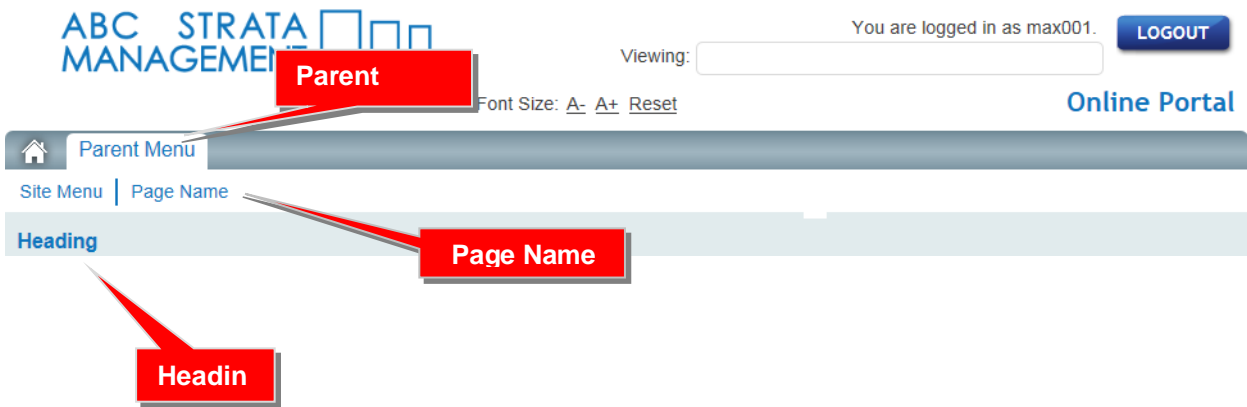 ABC STRATA
MANAGEMENT
You are logged in as max001.
LOGOUT
Viewing:
Parent
Font Size: A- A+ Reset
Online Portal
Parent Menu
Site Menu | Page Name
Heading
Page Name
Headin